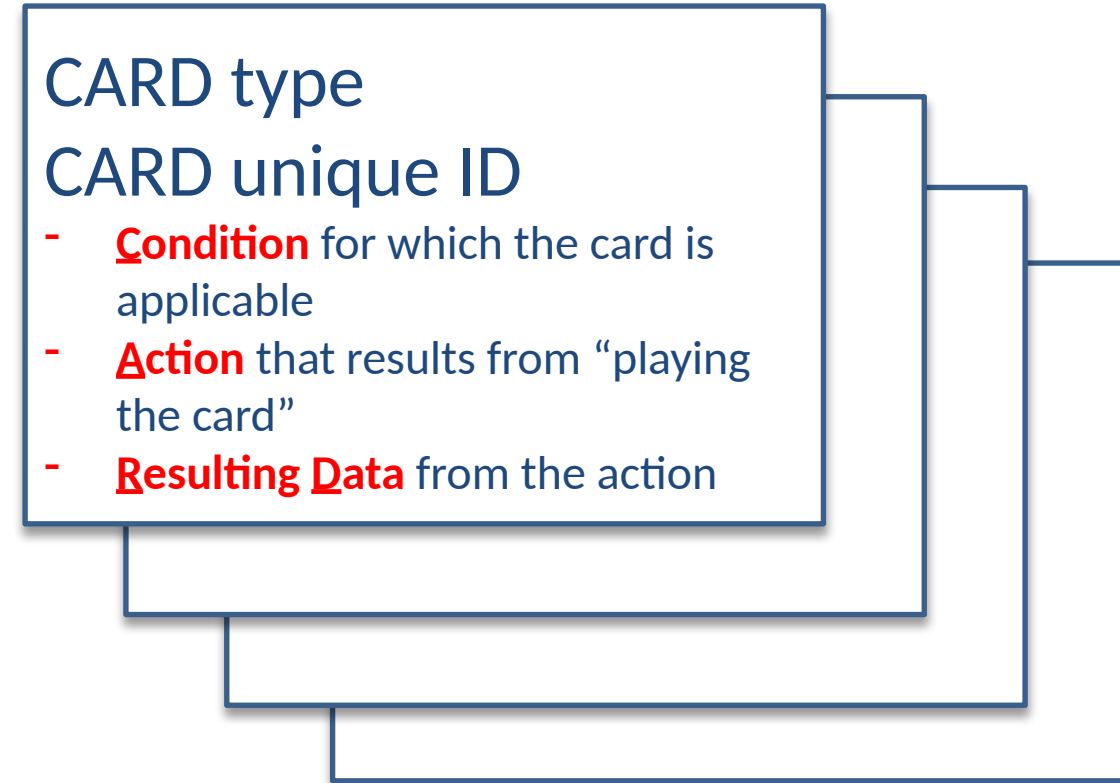 CARD type
CARD unique ID
- Condition for which the card is
applicable
- Action that results from “playing
the card”
- Resulting Data from the action